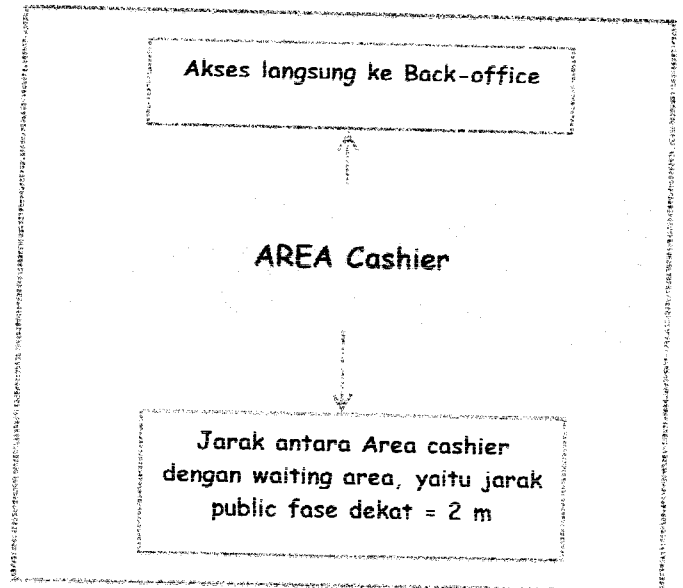 Akses langsung ke Back-office
AREA Cashier
Jarak antara Area cashier
dengan waiting area, yaitu jarak
public fase dekat = 2 m